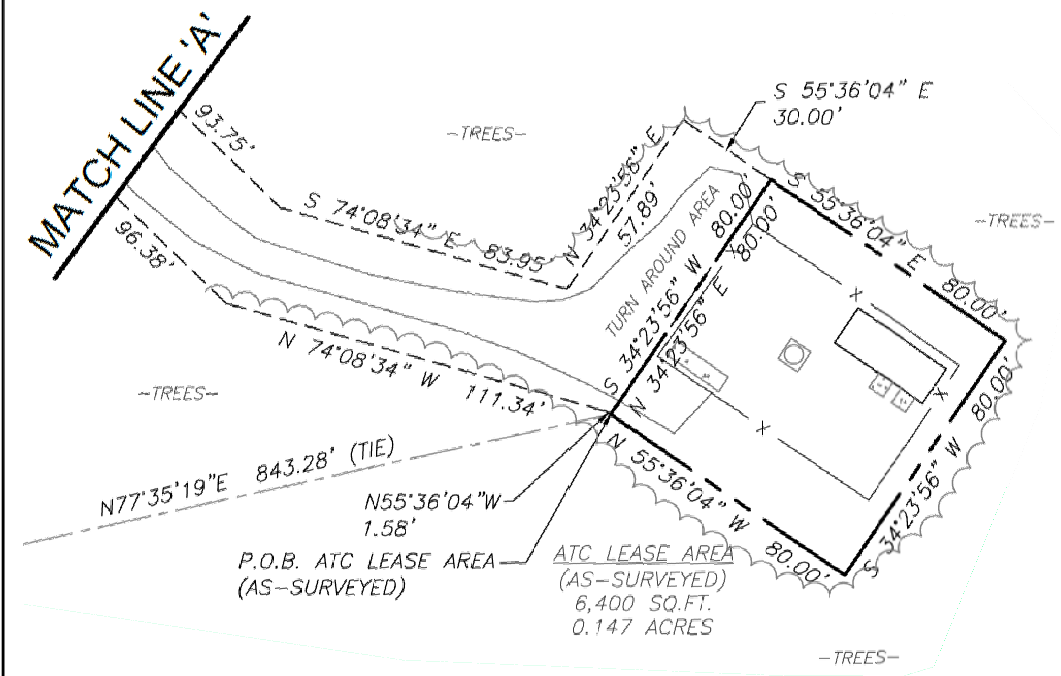 MATCH LINE 'A'
S 55°36'04" E
30.00'
93.75'
-TREES-
N 34°23'56" E
57.89'
S 74°08'34" E 83.95'
TURN AROUND AREA
S 34°23'56" W 80.00'
N 34°23'56" E 80.00'
S 55°36'04" E 80.00'
-TREES-
96.38'
X
X
X
X
N 74°08'34" W 111.34'
-TREES-
S 34°23'56" W 80.00'
N 55°36'04" W 80.00'
N77°35'19"E 843.28' (TIE)
N55°36'04"W
1.58'
P.O.B. ATC LEASE AREA
(AS-SURVEYED)
ATC LEASE AREA
(AS-SURVEYED)
6,400 SQ.FT.
0.147 ACRES
-TREES-